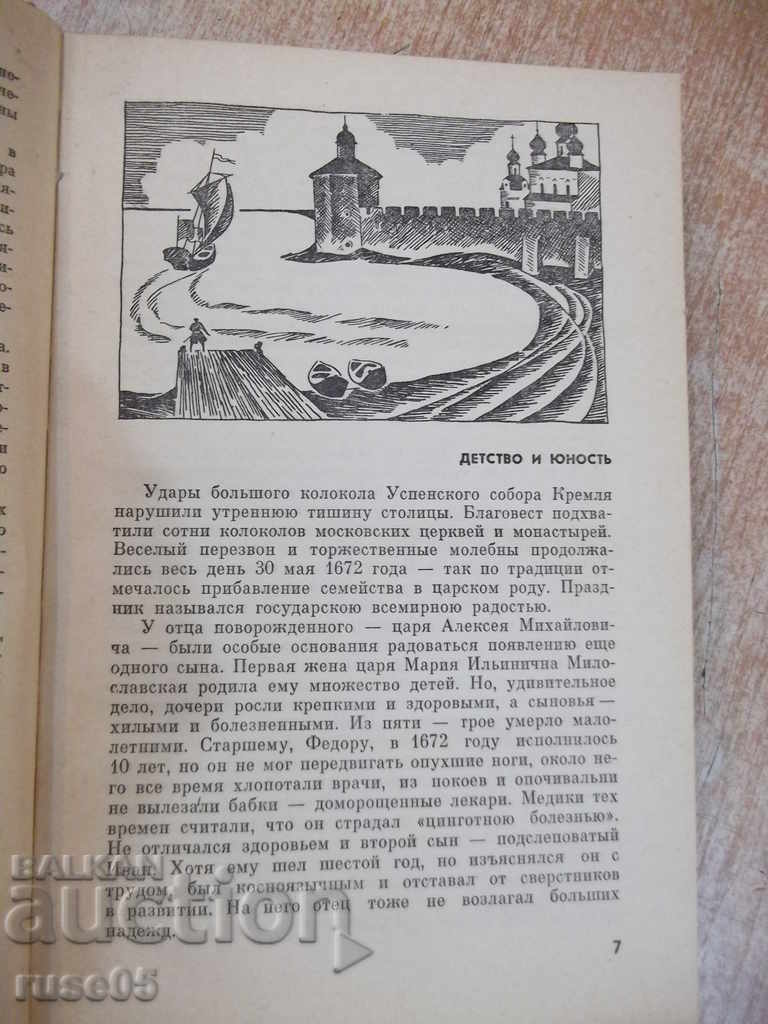 по-
че-
ны
в
ра
я-
и-
сь
я-
и-
о-
е-
а.
в
т-
о-
е-
и
о
х
о
ДЕТСТВО И ЮНОСТЬ
Удары большого колокола Успенского собора Кремля
нарушили утреннюю тишину столицы. Благовест подхва-
тили сотни колоколов московских церквей и монастырей.
Веселый перезвон и торжественные молебны продолжа-
лись весь день 30 мая 1672 года — так по традиции от-
мечалось прибавление семейства в царском роду. Празд-
ник назывался государскою всемирною радостью.
У отца новорожденного — царя Алексея Михайлови-
ча — были особые основания радоваться появлению еще
одного сына. Первая жена царя Мария Ильинична Мило-
славская родила ему множество детей. Но, удивительное
дело, дочери росли крепкими и здоровыми, а сыновья —
хилыми и болезненными. Из пяти — трое умерло мало-
летними. Старшему, Федору, в 1672 году исполнилось
10 лет, но он не мог передвигать опухшие ноги, около не-
го все время хлопотали врачи, из покоев и опочивальни
не вылезали бабки — доморощенные лекари. Медики тех
времен считали, что он страдал «цинготною болезнью».
Не отличался здоровьем и второй сын — подслеповатый
Иван. Хотя ему шел шестой год, но изъяснялся он с
трудом, был косноязычным и отставал от сверстников
в развитии. На него отец тоже не возлагал больших
надежд.
7
BALKAN
auction
ruse05